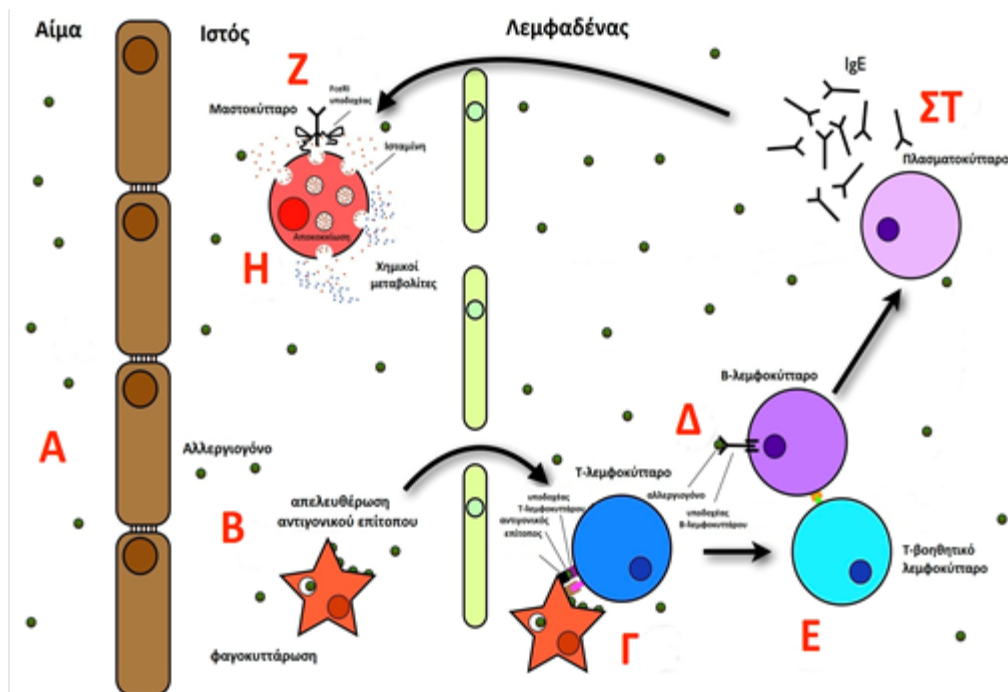 Αίμα
Ιστός
Λεμφαδένας
Ζ
FcεRI
υποδοχέας
Μαστοκύτταρο
Ισταμίνη
Αποκοκκίωση
Η
Χημικοί
μεταβολίτες
IgE
ΣΤ
Πλασματοκύτταρο
Β-λεμφοκύτταρο
Δ
αλλεργιογόνο
υποδοχέας
Β-λεμφοκυττάρου
Α
Αλλεργιογόνο
Β
απελευθέρωση
αντιγονικού επίτοπου
φαγοκυττάρωση
Τ-λεμφοκύτταρο
υποδοχέας
Τ-λεμφοκυττάρου
αντιγονικός
επίτοπος
Γ
Τ-βοηθητικό
λεμφοκύτταρο
Ε